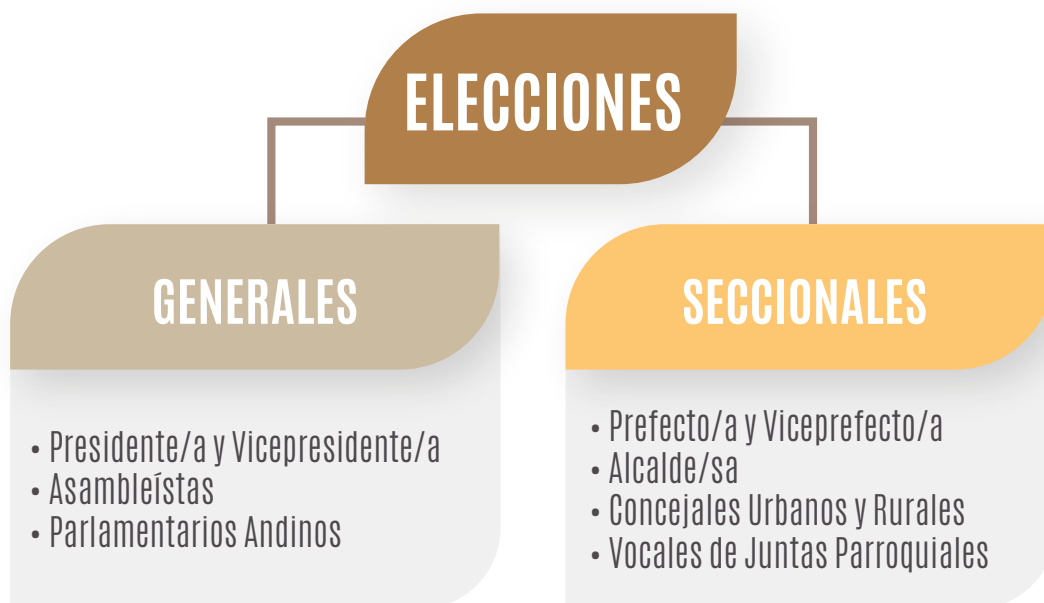 ELECCIONES
GENERALES
• Presidente/a y Vicepresidente/a
• Asambleístas
• Parlamentarios Andinos
SECCIONALES
• Prefecto/a y Viceprefecto/a
• Alcalde/sa
• Concejales Urbanos y Rurales
• Vocales de Juntas Parroquiales